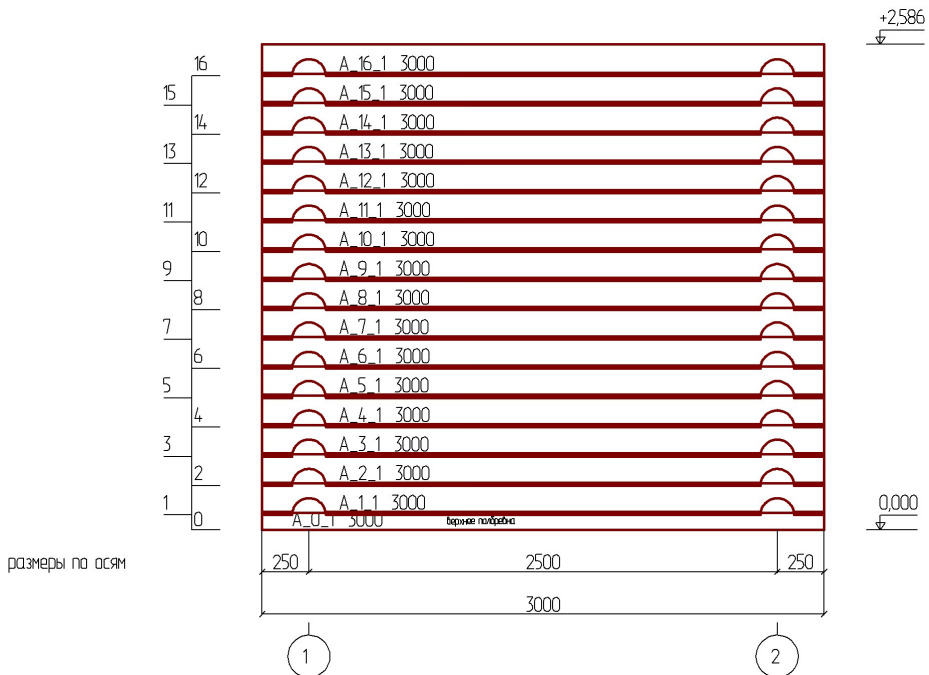 +2,586
16 A_16_1 3000
15 A_15_1 3000
14 A_14_1 3000
13 A_13_1 3000
12 A_12_1 3000
11 A_11_1 3000
10 A_10_1 3000
9 A_9_1 3000
8 A_8_1 3000
7 A_7_1 3000
6 A_6_1 3000
5 A_5_1 3000
4 A_4_1 3000
3 A_3_1 3000
2 A_2_1 3000
1 A_1_1 3000 0,000
0 A_0_1 3000 верхнее полбревна
размеры по осям 250 2500 250
3000
1 2